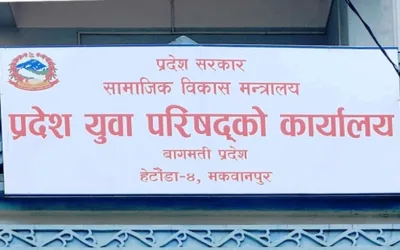 प्रदेश सरकार
सामाजिक विकास मन्त्रालय
प्रदेश युवा परिषद्को कार्यालय
बागमती प्रदेश
हेटौंडा-४, मकवानपुर